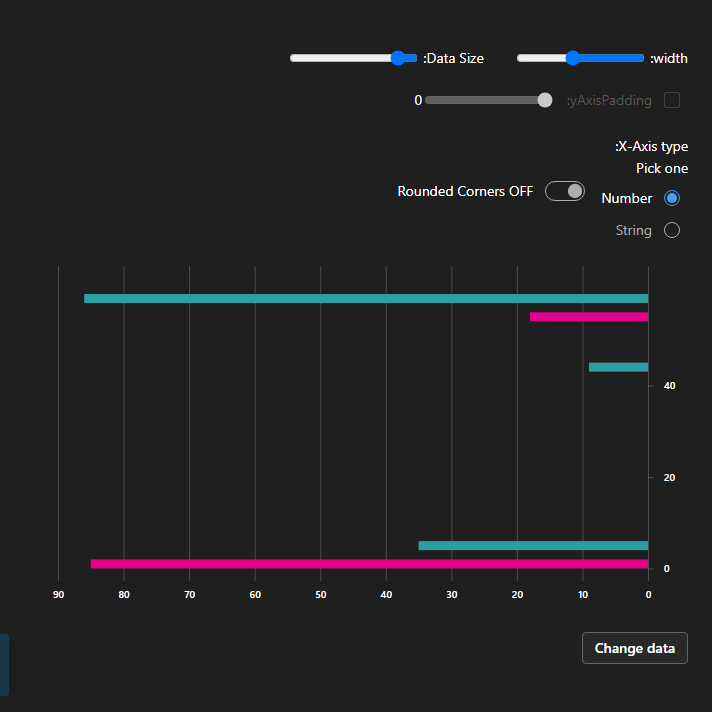 :width
:Data Size
:yAxisPadding
0
:X-Axis type
Pick one
Number
Rounded Corners OFF
String
40
20
0
90 80 70 60 50 40 30 20 10 0
Change data